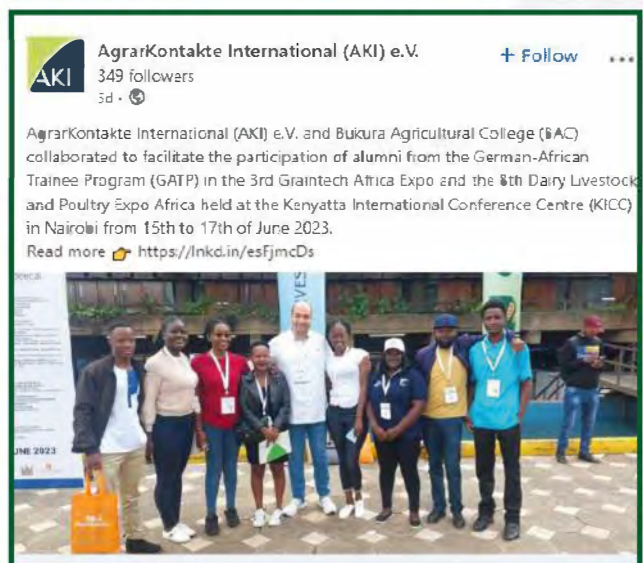 AKI
AgrarKontakte International (AKI) e.V.
+ Follow ...
349 followers
5d •
AgrarKontakte International (AKI) e.V. and Bukura Agricultural College (BAC)
collaborated to facilitate the participation of alumni from the German-African
Trainee Program (GATP) in the 3rd Graintech Africa Expo and the 8th Dairy Livestock
and Poultry Expo Africa held at the Kenyatta International Conference Centre (KICC)
in Nairobi from 15th to 17th of June 2023.
Read more 👉 https://lnkd.in/esFjmcDs
VES
JUNE 2023